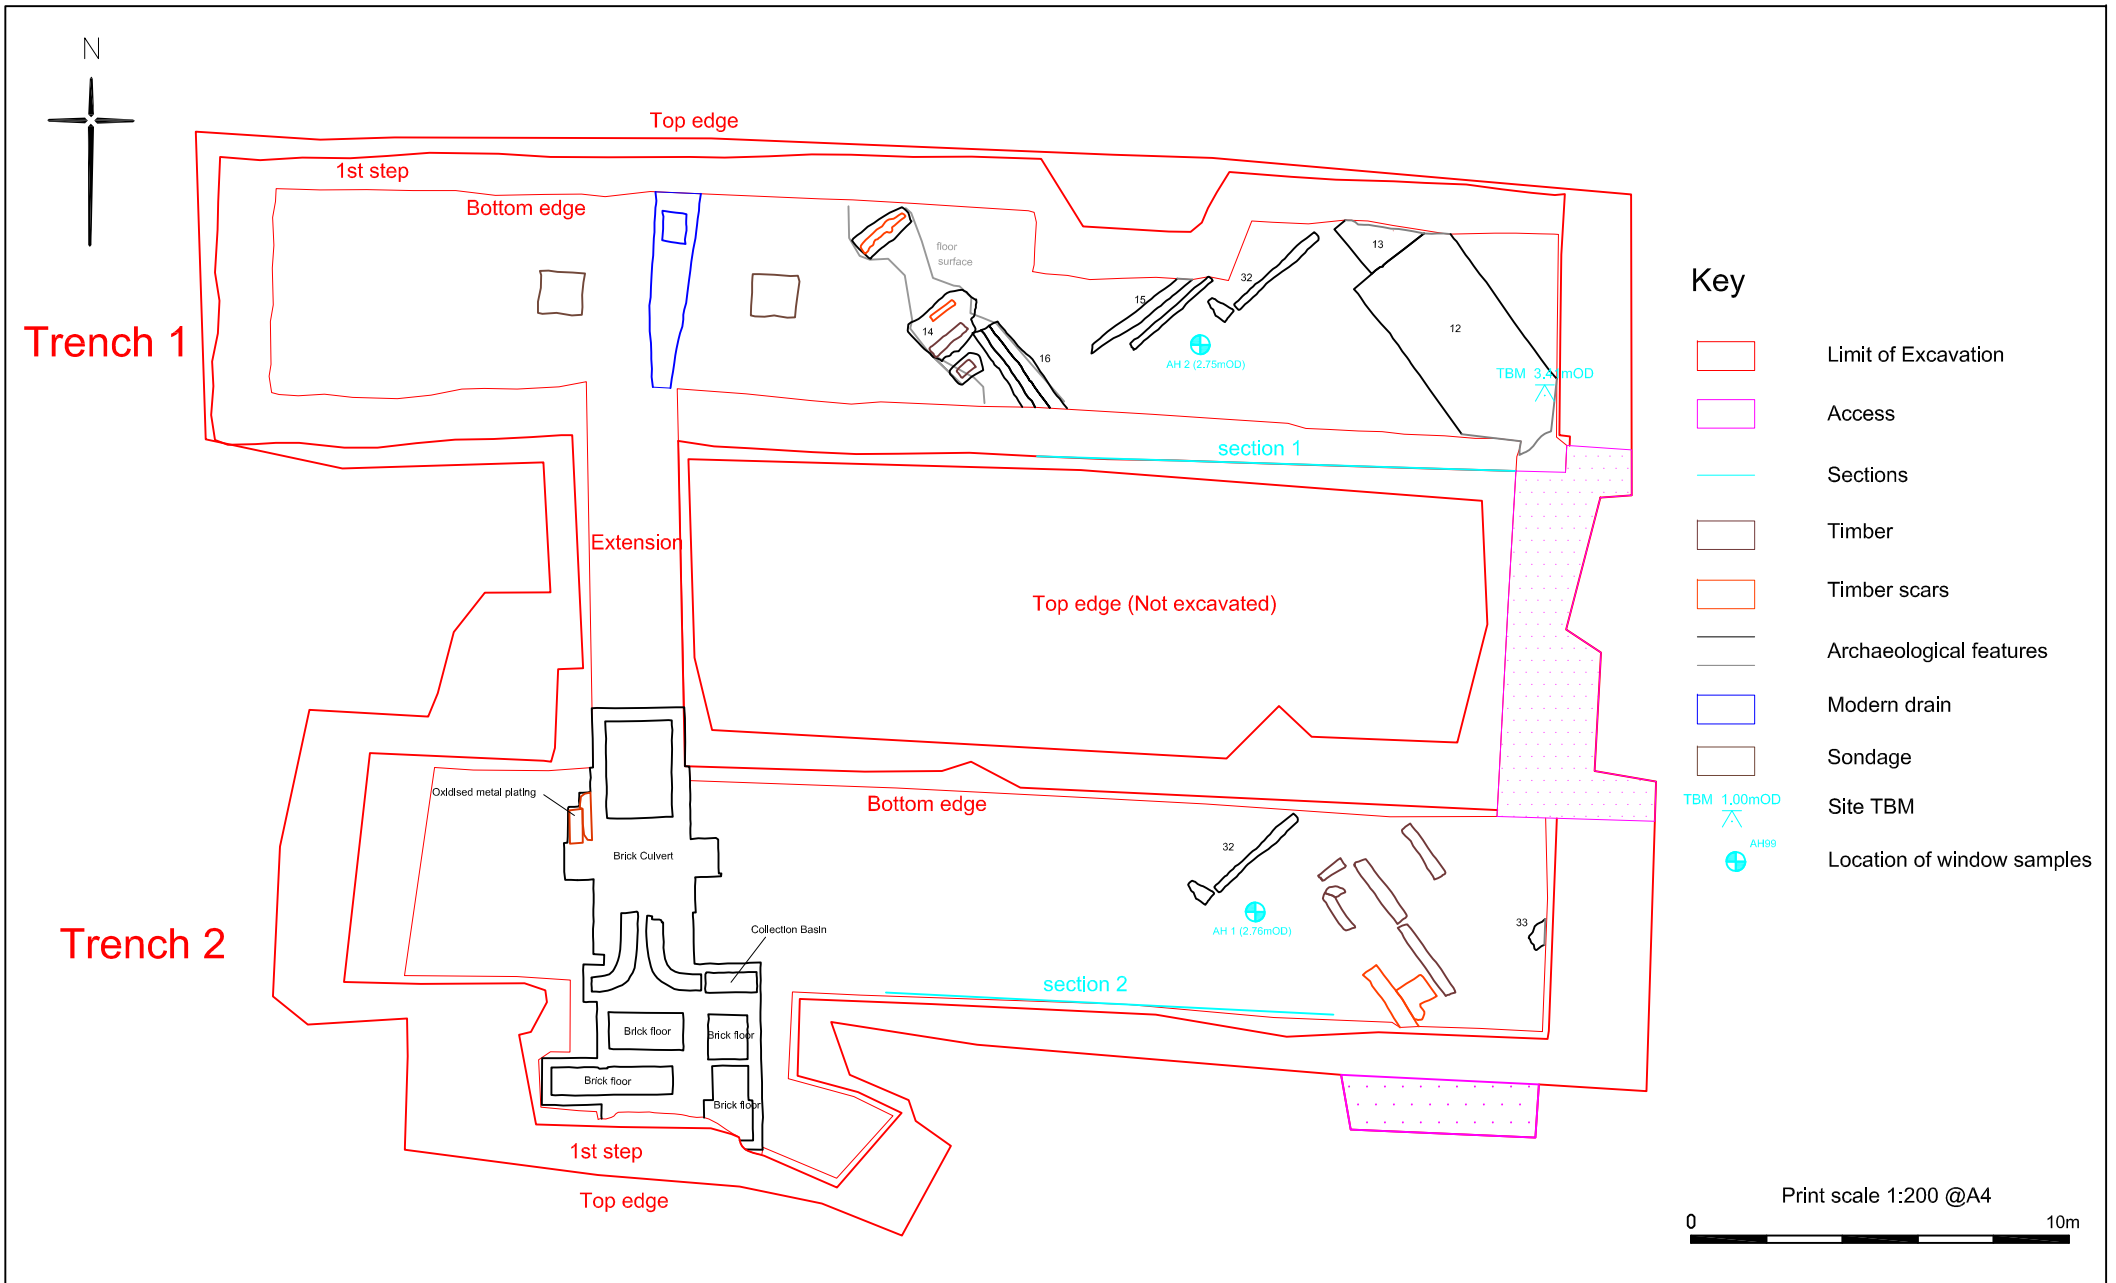 N
Top edge
1st step
Bottom edge
floor
surface
13
32
15
12
14
16
Trench 1
AH 2 (2.75mOD)
TBM 3.41mOD
section 1
Extension
Top edge (Not excavated)
Oxidised metal plating
Bottom edge
Brick Culvert
32
Collection Basin
33
AH 1 (2.76mOD)
Trench 2
section 2
Brick floor
Brick floor
Brick floor
Brick floor
1st step
Top edge
Key
Limit of Excavation
Access
Sections
Timber
Timber scars
Archaeological features
Modern drain
Sondage
TBM 1.00mOD
Site TBM
AH99
Location of window samples
Print scale 1:200 @A4
0
10m